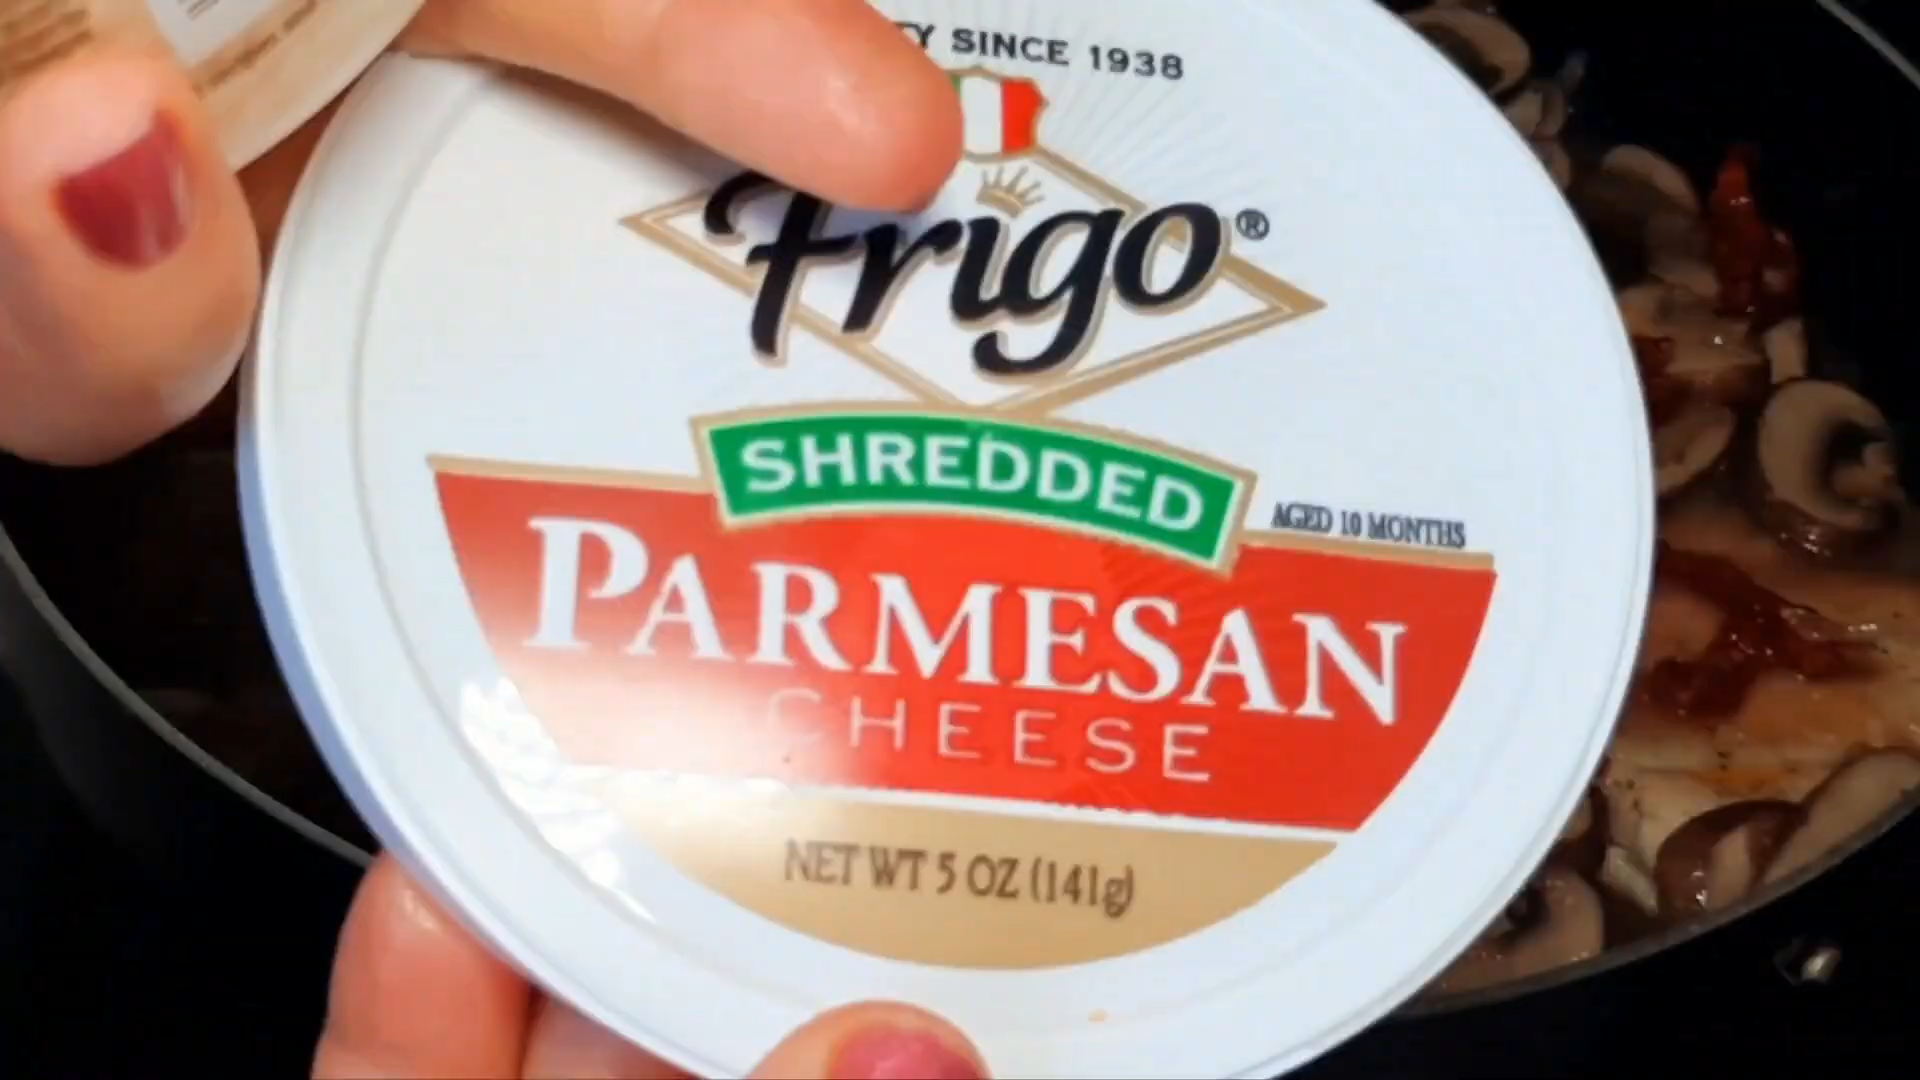 SINCE 1938
Frigo®
SHREDDED
AGED 10 MONTHS
PARMESAN
CHEESE
NET WT 5 OZ (141g)